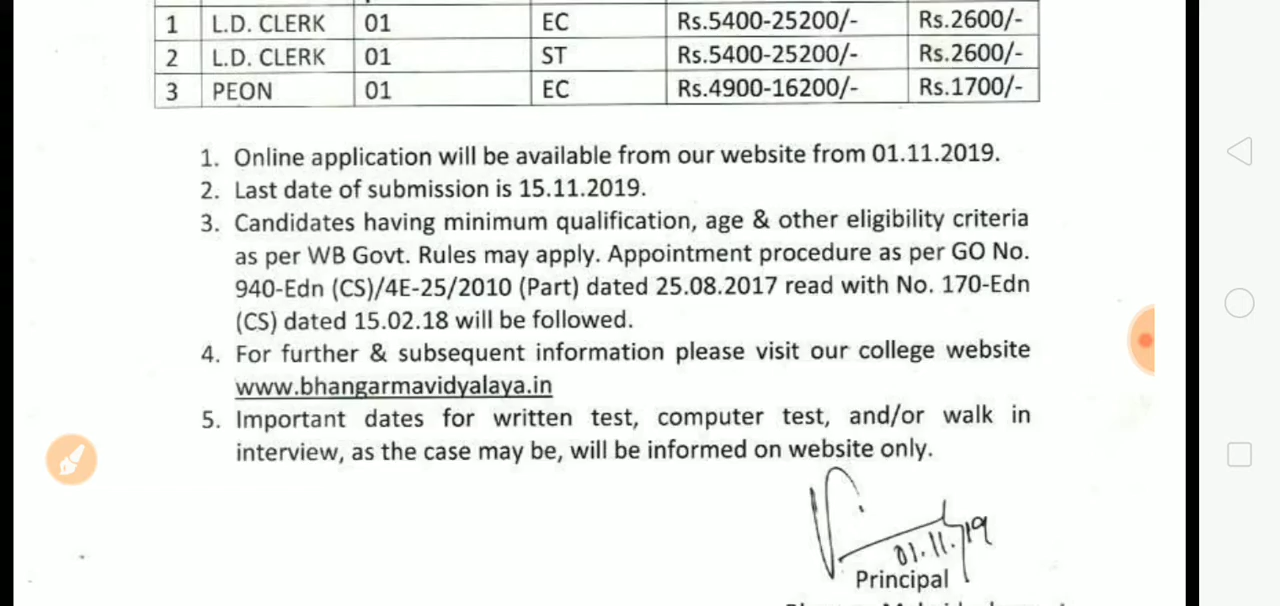 1 L.D. CLERK 01 EC Rs.5400-25200/- Rs.2600/-
2 L.D. CLERK 01 ST Rs.5400-25200/- Rs.2600/-
3 PEON 01 EC Rs.4900-16200/- Rs.1700/-
1. Online application will be available from our website from 01.11.2019.
2. Last date of submission is 15.11.2019.
3. Candidates having minimum qualification, age & other eligibility criteria
as per WB Govt. Rules may apply. Appointment procedure as per GO No.
940-Edn (CS)/4E-25/2010 (Part) dated 25.08.2017 read with No. 170-Edn
(CS) dated 15.02.18 will be followed.
4. For further & subsequent information please visit our college website
www.bhangarmavidyalaya.in
5. Important dates for written test, computer test, and/or walk in
interview, as the case may be, will be informed on website only.
01.11.19
Principal